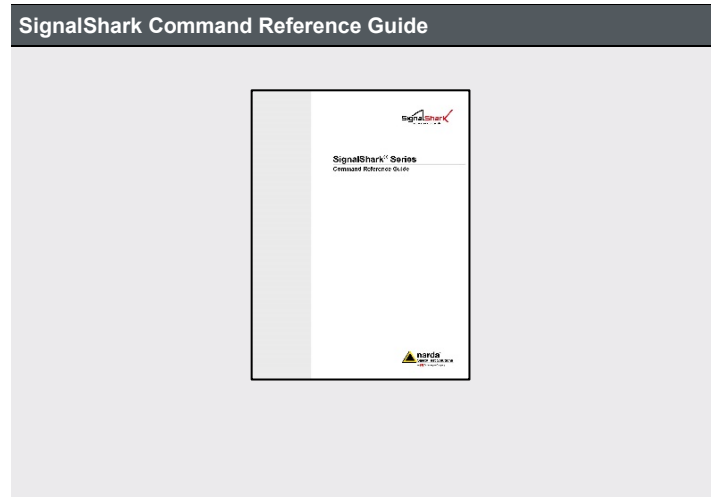 SignalShark Command Reference Guide
SignalShark
SignalShark® Series
Command Reference Guide
narda